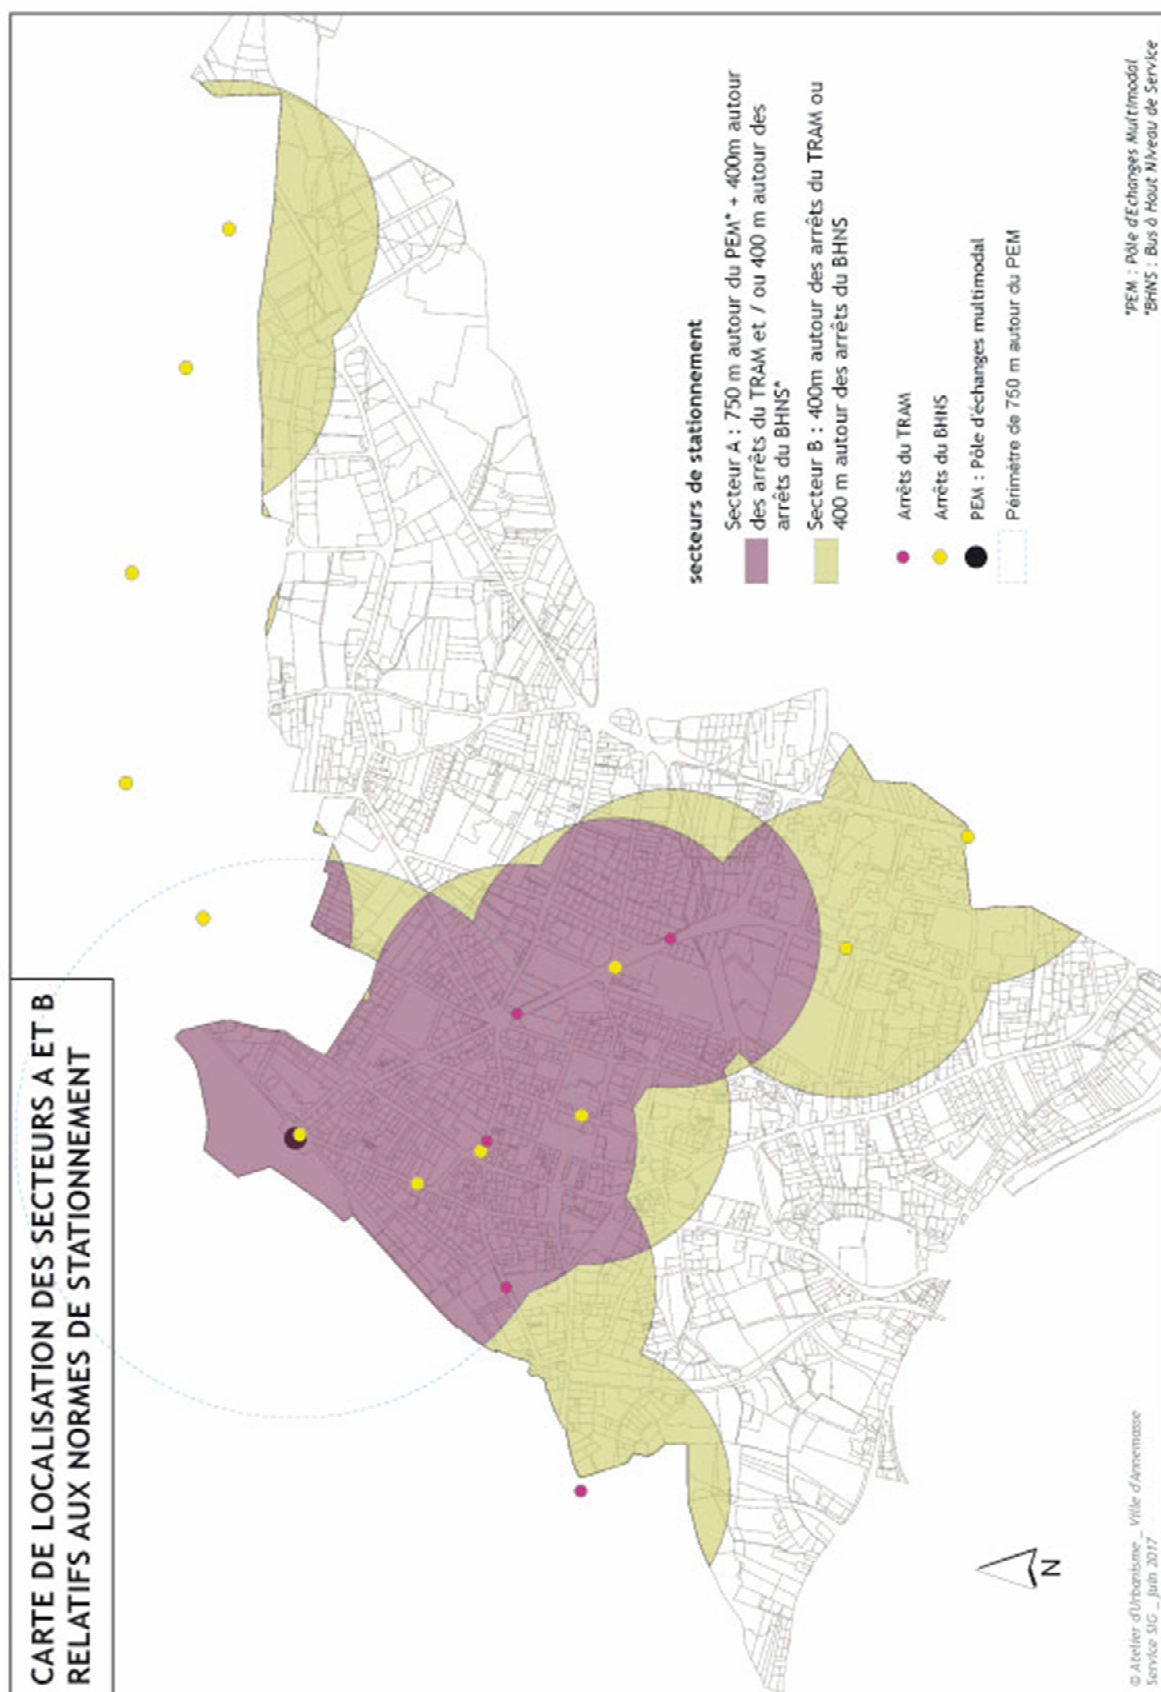 CARTE DE LOCALISATION DES SECTEURS A ET B
RELATIFS AUX NORMES DE STATIONNEMENT
secteurs de stationnement
Secteur A : 750 m autour du PEM* + 400m autour
des arrêts du TRAM et / ou 400 m autour des
arrêts du BHNS*
Secteur B : 400m autour des arrêts du TRAM ou
400 m autour des arrêts du BHNS
Arrêts du TRAM
Arrêts du BHNS
PEM : Pôle d'échanges multimodal
Périmètre de 750 m autour du PEM
*PEM : Pôle d'Echanges Multimodal
*BHNS : Bus à Haut Niveau de Service
N
© Atelier d'Urbanisme _ Ville d'Annemasse
Service SIG _ Juin 2017